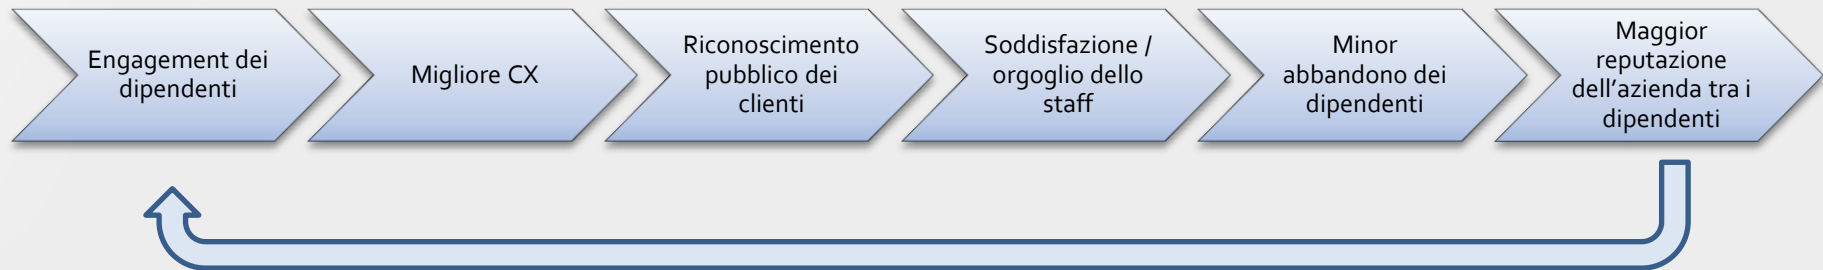 Engagement dei
dipendenti
Migliore CX
Riconoscimento
pubblico dei
clienti
Soddisfazione /
orgoglio dello
staff
Minor
abbandono dei
dipendenti
Maggior
reputazione
dell’azienda tra i
dipendenti